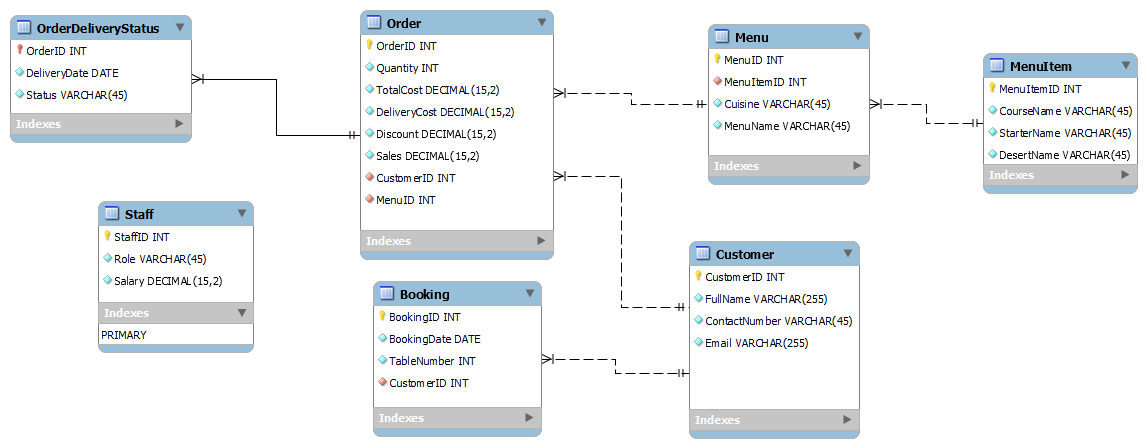 OrderDeliveryStatus
OrderID INT
DeliveryDate DATE
Status VARCHAR(45)
Indexes
Order
OrderID INT
Quantity INT
TotalCost DECIMAL(15,2)
DeliveryCost DECIMAL(15,2)
Discount DECIMAL(15,2)
Sales DECIMAL(15,2)
CustomerID INT
MenuID INT
Indexes
Menu
MenuID INT
MenuItemID INT
Cuisine VARCHAR(45)
MenuName VARCHAR(45)
Indexes
MenuItem
MenuItemID INT
CourseName VARCHAR(45)
StarterName VARCHAR(45)
DesertName VARCHAR(45)
Indexes
Staff
StaffID INT
Role VARCHAR(45)
Salary DECIMAL(15,2)
Indexes
PRIMARY
Booking
BookingID INT
BookingDate DATE
TableNumber INT
CustomerID INT
Indexes
Customer
CustomerID INT
FullName VARCHAR(255)
ContactNumber VARCHAR(45)
Email VARCHAR(255)
Indexes